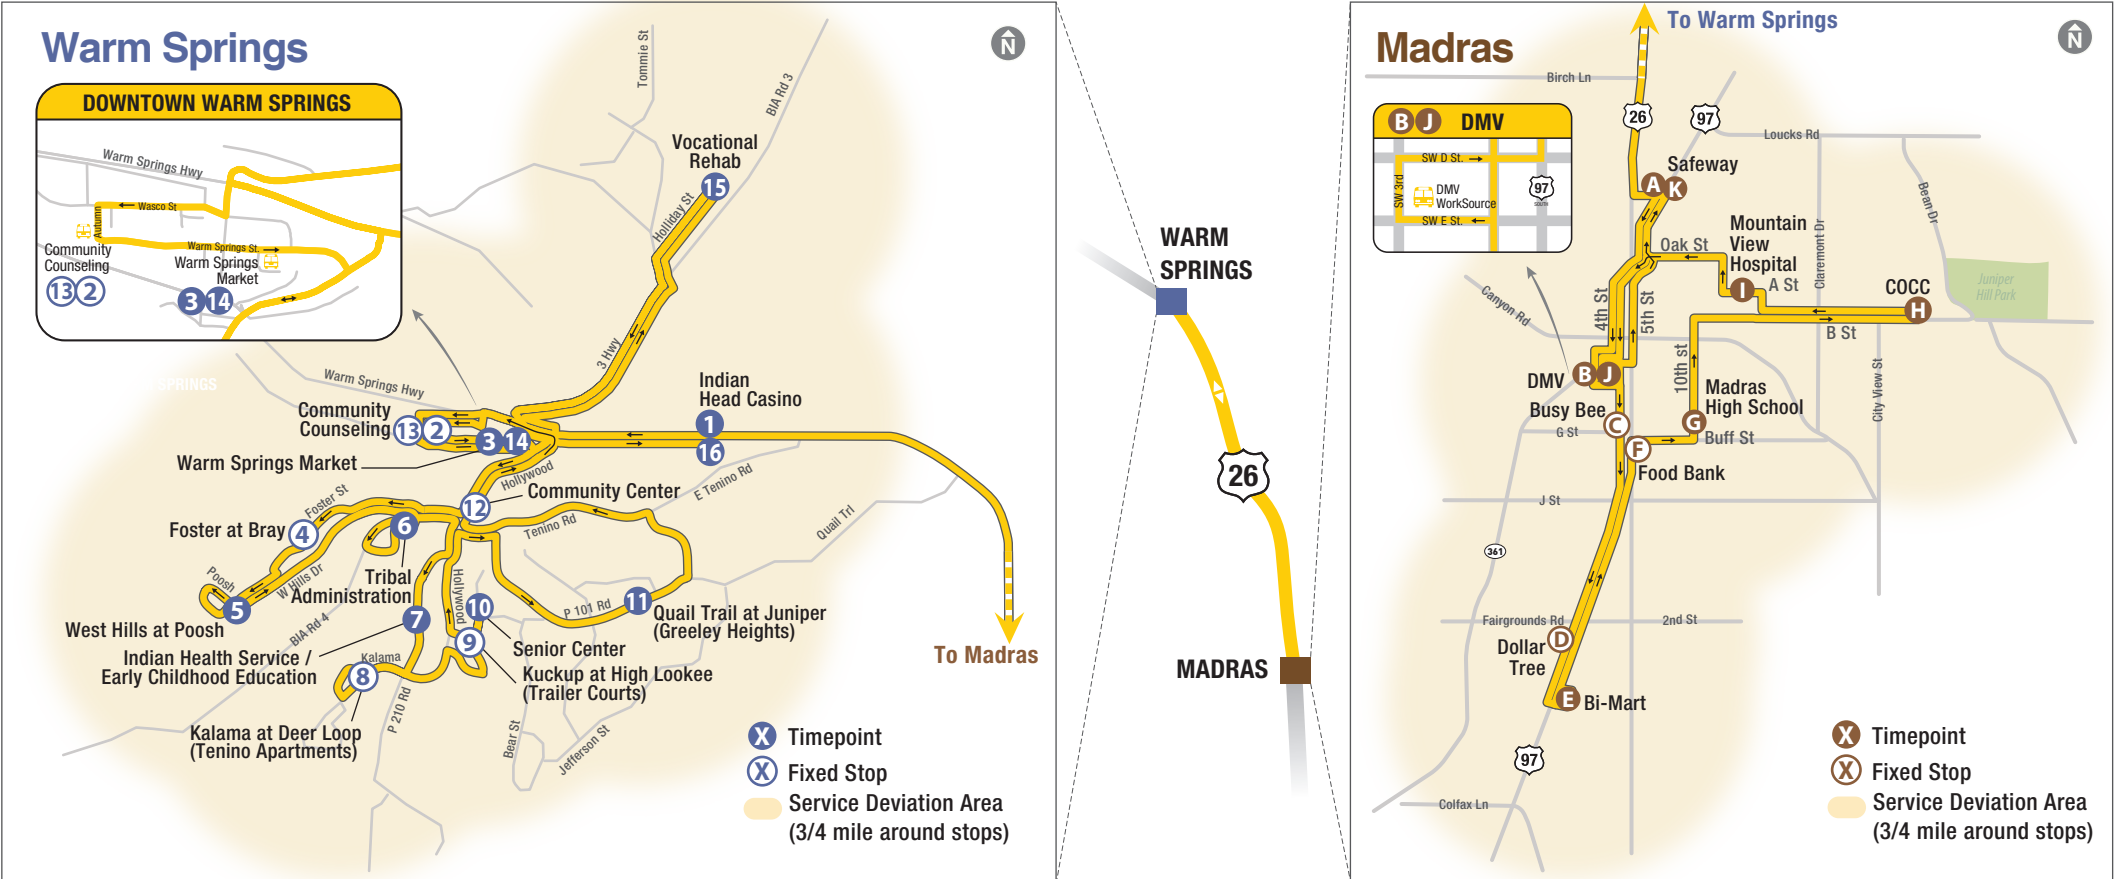 Warm Springs
N
DOWNTOWN WARM SPRINGS
Warm Springs Hwy
Wasco St
Autumn
Warm Springs St.
Community
Counseling
13 2
Warm Springs
Market
3 14
Tommie St
BIA Rd 3
Vocational
Rehab
15
Holliday St
3 Hwy
SPRINGS
Warm Springs Hwy
Community
Counseling
13 2
3 14
Warm Springs Market
Indian
Head Casino
1
16
Hollywood
E Tenino Rd
Community Center
12
Tenino Rd
Quail Trl
Foster St
Foster at Bray
4
6
Tribal
Administration
Poosh
W Hills Dr
5
West Hills at Poosh
BIA Rd 4
Hollywood
7
Indian Health Service /
Early Childhood Education
10
Senior Center
9
Kuckup at High Lookee
(Trailer Courts)
P 101 Rd
11
Quail Trail at Juniper
(Greeley Heights)
Kalama
8
Kalama at Deer Loop
(Tenino Apartments)
P 210 Rd
Bear St
Jefferson St
To Madras
X Timepoint
X Fixed Stop
Service Deviation Area
(3/4 mile around stops)
WARM
SPRINGS
26
MADRAS
Madras
To Warm Springs
N
Birch Ln
B J DMV
SW D St.
SW 3rd
DMV
WorkSource
SW E St.
97
SOUTH
26
97
Loucks Rd
Safeway
A K
Bean Dr
Claremont Dr
Mountain
View
Hospital
Oak St
I
A St
COCC
H
B St
Juniper
Hill Park
Canyon Rd
4th St
5th St
DMV
B J
10th st
City View St
Busy Bee
C
G St
Madras
High School
G
Buff St
F
Food Bank
J St
361
Fairgrounds Rd
2nd St
D
Dollar
Tree
E
Bi-Mart
97
Colfax Ln
X Timepoint
X Fixed Stop
Service Deviation Area
(3/4 mile around stops)